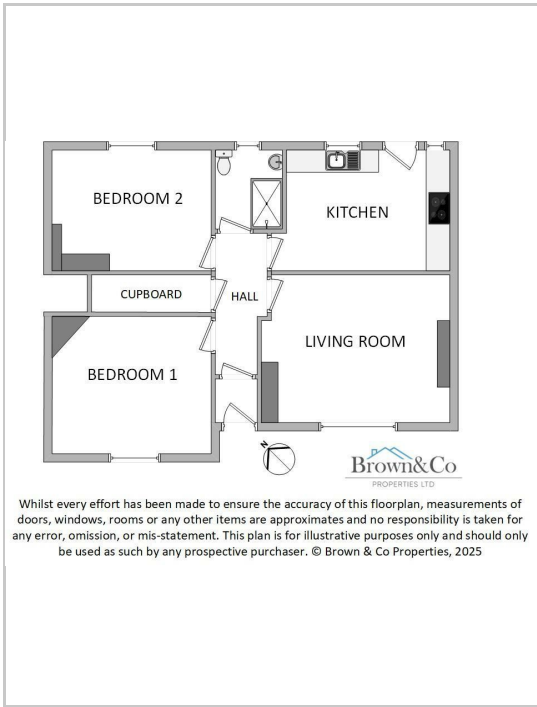 BEDROOM 2
KITCHEN
CUPBOARD
HALL
LIVING ROOM
BEDROOM 1
N
Brown&Co
PROPERTIES LTD
Whilst every effort has been made to ensure the accuracy of this floorplan, measurements of
doors, windows, rooms or any other items are approximates and no responsibility is taken for
any error, omission, or mis-statement. This plan is for illustrative purposes only and should only
be used as such by any prospective purchaser. © Brown & Co Properties, 2025